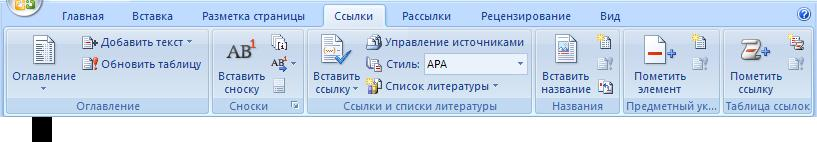 Главная Вставка Разметка страницы Ссылки Рассылки Рецензирование Вид
Оглавление
Добавить текст
Обновить таблицу
Оглавление
AB1
Вставить сноску
AB1
Сноски
Вставить ссылку
Управление источниками
Стиль: APA
Список литературы
Ссылки и списки литературы
Вставить название
Названия
Пометить элемент
Предметный ук...
Пометить ссылку
Таблица ссылок